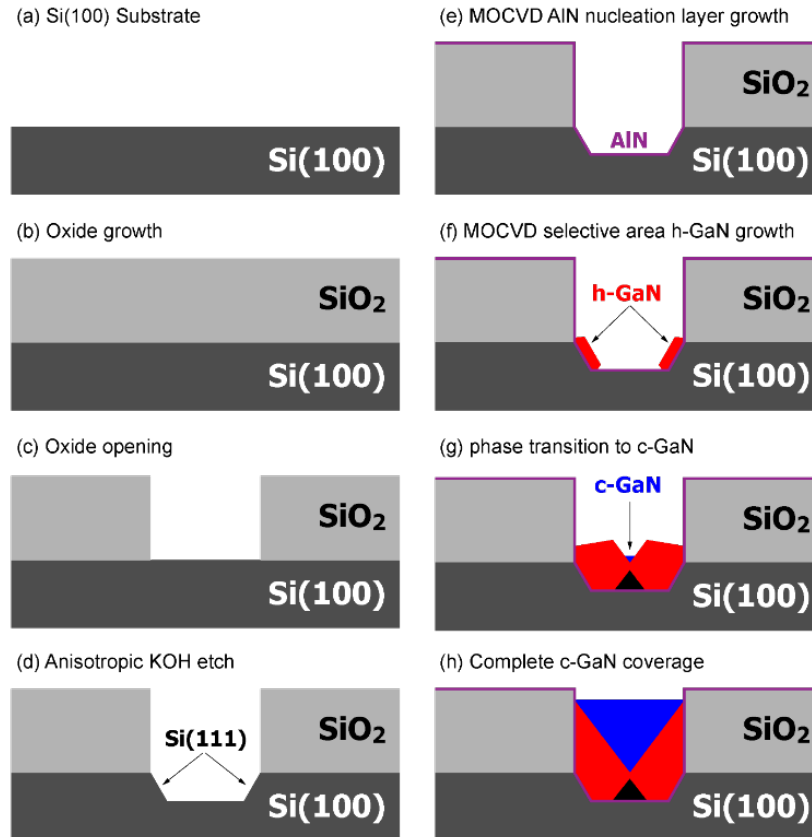 (a) Si(100) Substrate
Si(100)
(b) Oxide growth
SiO₂
Si(100)
(c) Oxide opening
SiO₂
Si(100)
(d) Anisotropic KOH etch
Si(111)
SiO₂
Si(100)
(e) MOCVD AlN nucleation layer growth
SiO₂
AlN
Si(100)
(f) MOCVD selective area h-GaN growth
h-GaN
SiO₂
Si(100)
(g) phase transition to c-GaN
c-GaN
SiO₂
Si(100)
(h) Complete c-GaN coverage
SiO₂
Si(100)